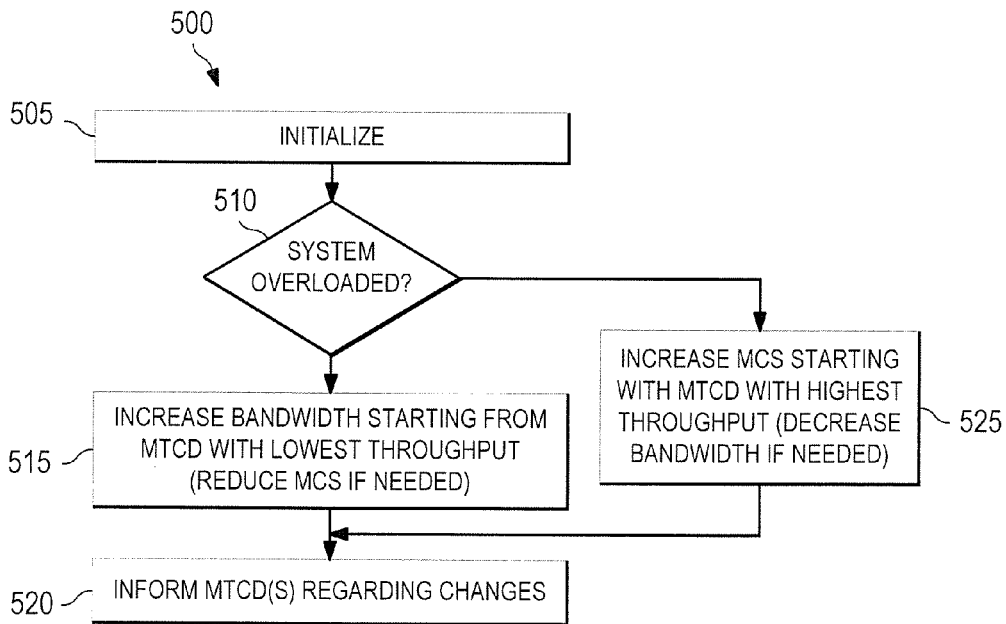 500
505
INITIALIZE
510
SYSTEM
OVERLOADED?
INCREASE MCS STARTING
WITH MTCD WITH HIGHEST
THROUGHPUT (DECREASE
BANDWIDTH IF NEEDED)
525
515
INCREASE BANDWIDTH STARTING FROM
MTCD WITH LOWEST THROUGHPUT
(REDUCE MCS IF NEEDED)
520
INFORM MTCD(S) REGARDING CHANGES